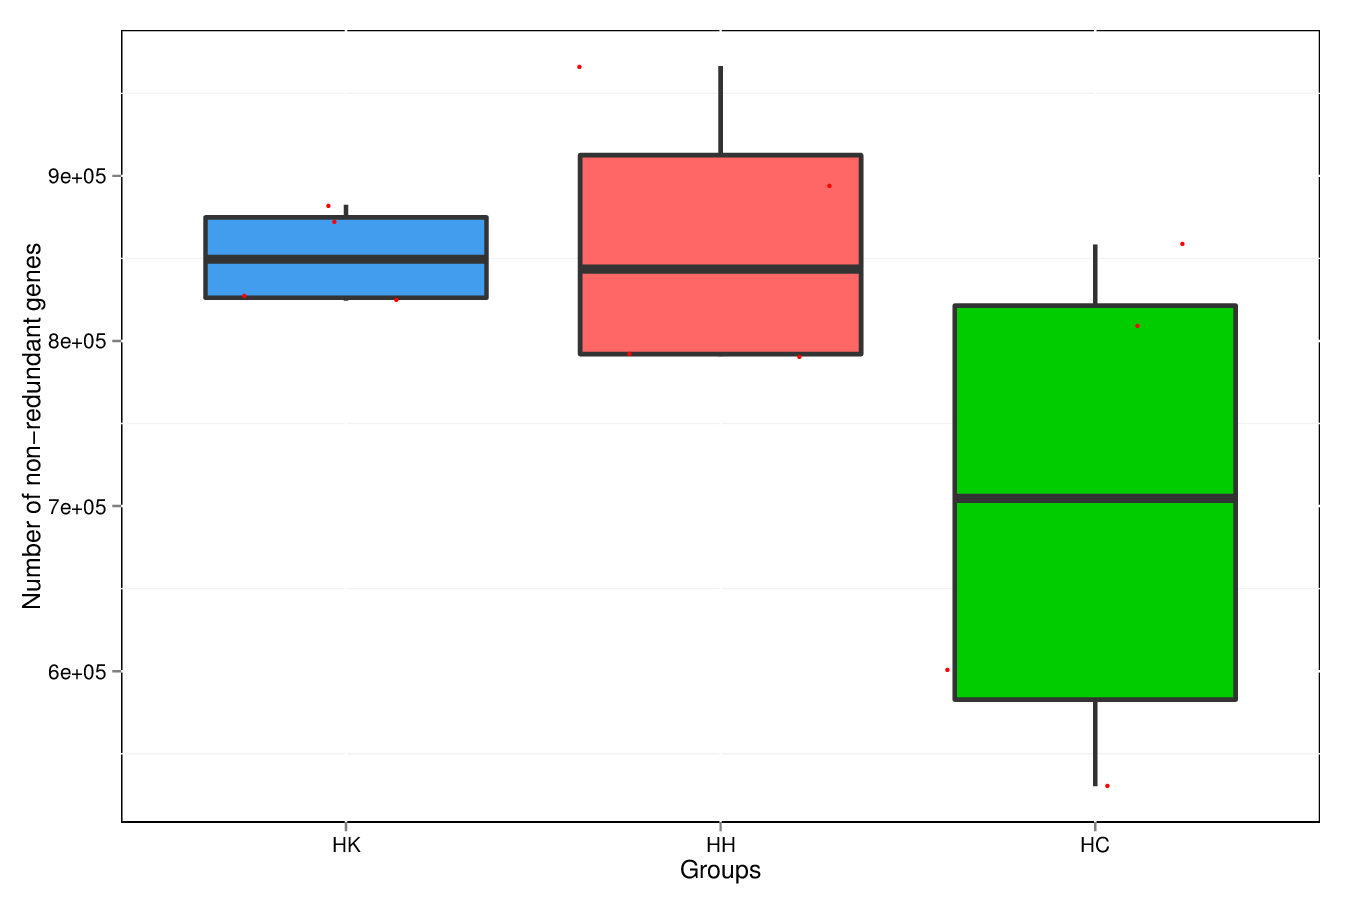 Number of non−redundant genes
9e+05
8e+05
7e+05
6e+05
HK
HH
HC
Groups